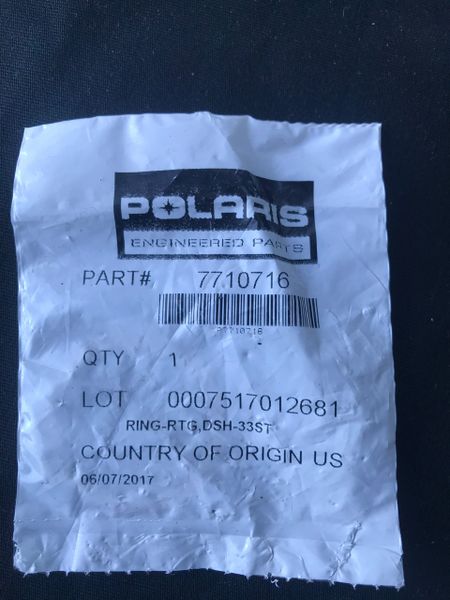 POLARIS
ENGINEERED PARTS
PART# 7710716
P7710716
QTY 1
LOT 0007517012681
RING-RTG,DSH-33ST
COUNTRY OF ORIGIN US
06/07/2017